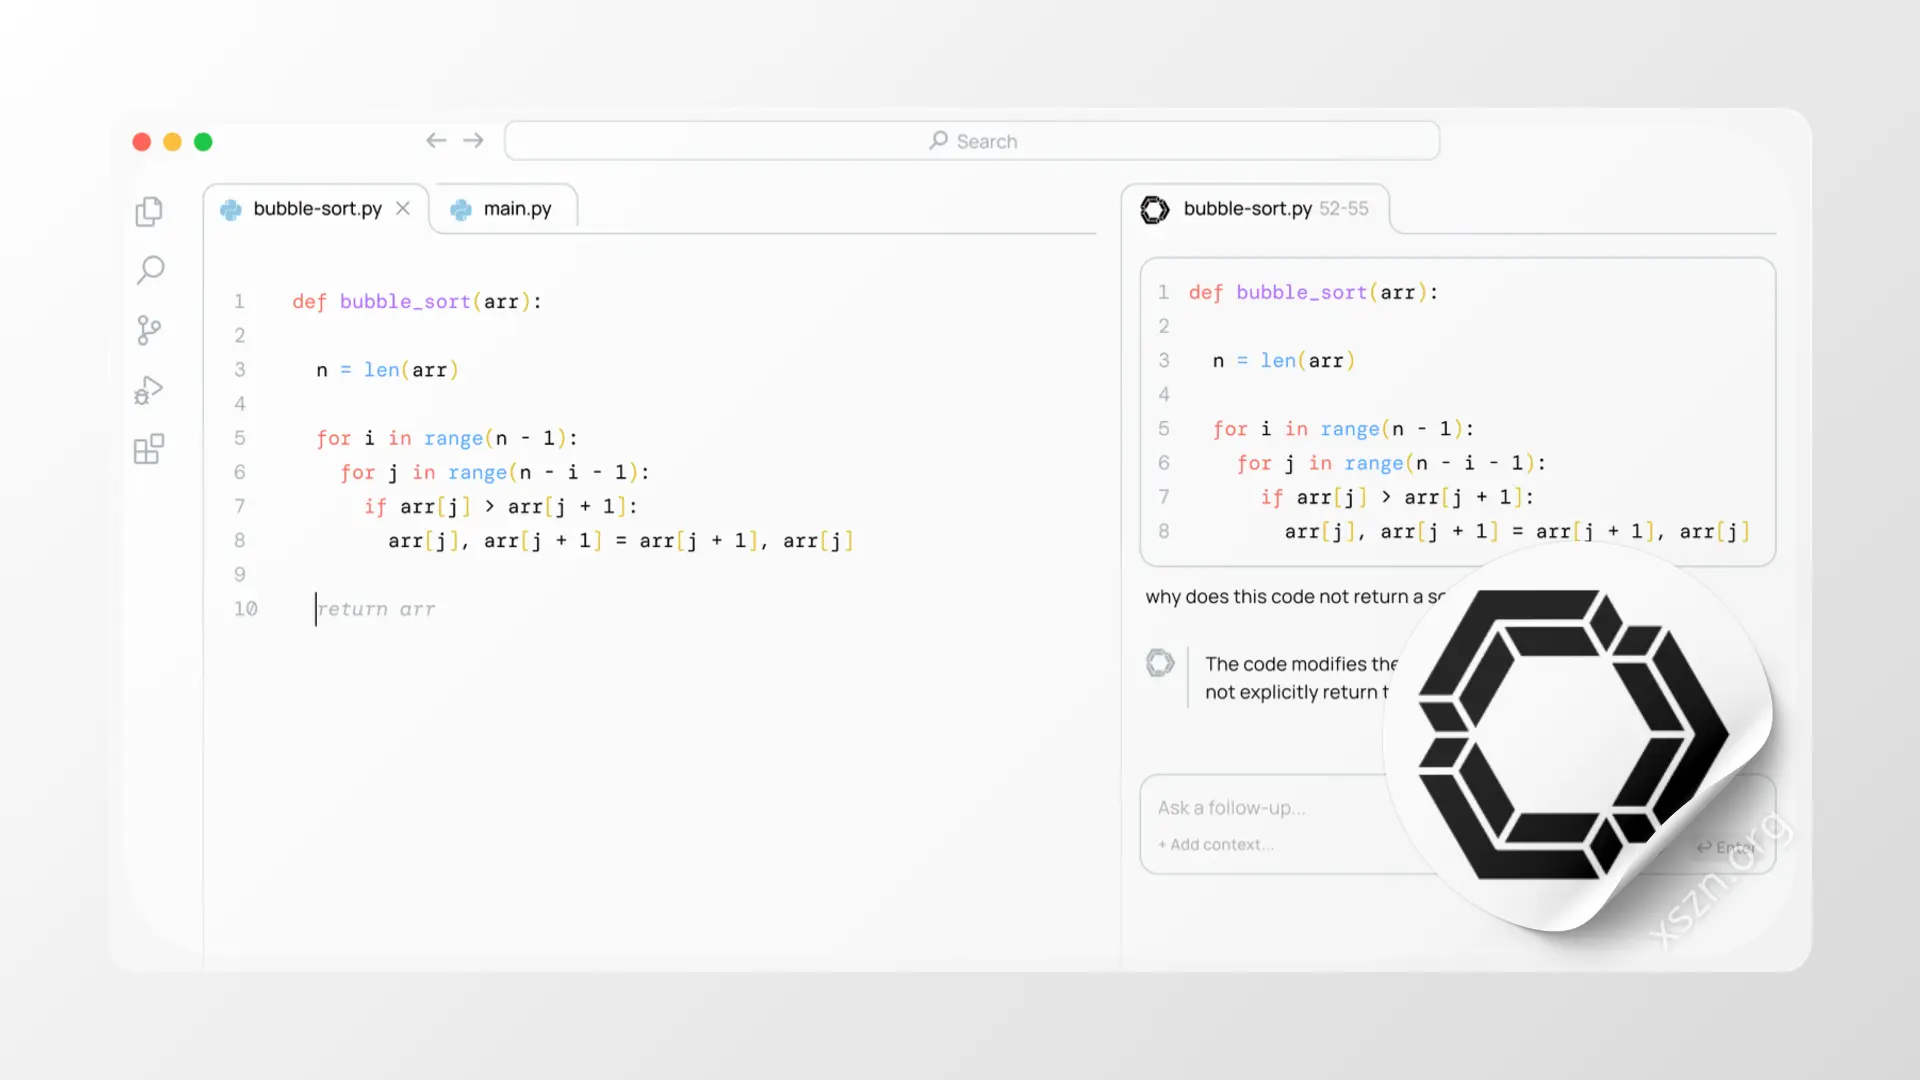 Search
bubble-sort.py
main.py
1 def bubble_sort(arr):
2
3 n = len(arr)
4
5 for i in range(n - 1):
6 for j in range(n - i - 1):
7 if arr[j] > arr[j + 1]:
8 arr[j], arr[j + 1] = arr[j + 1], arr[j]
9
10 return arr
bubble-sort.py 52-55
1 def bubble_sort(arr):
2
3 n = len(arr)
4
5 for i in range(n - 1):
6 for j in range(n - i - 1):
7 if arr[j] > arr[j + 1]:
8 arr[j], arr[j + 1] = arr[j + 1], arr[j]
why does this code not return a
The code modifies the
not explicitly return
Ask a follow-up...
+ Add context...
Enter
xszn.org